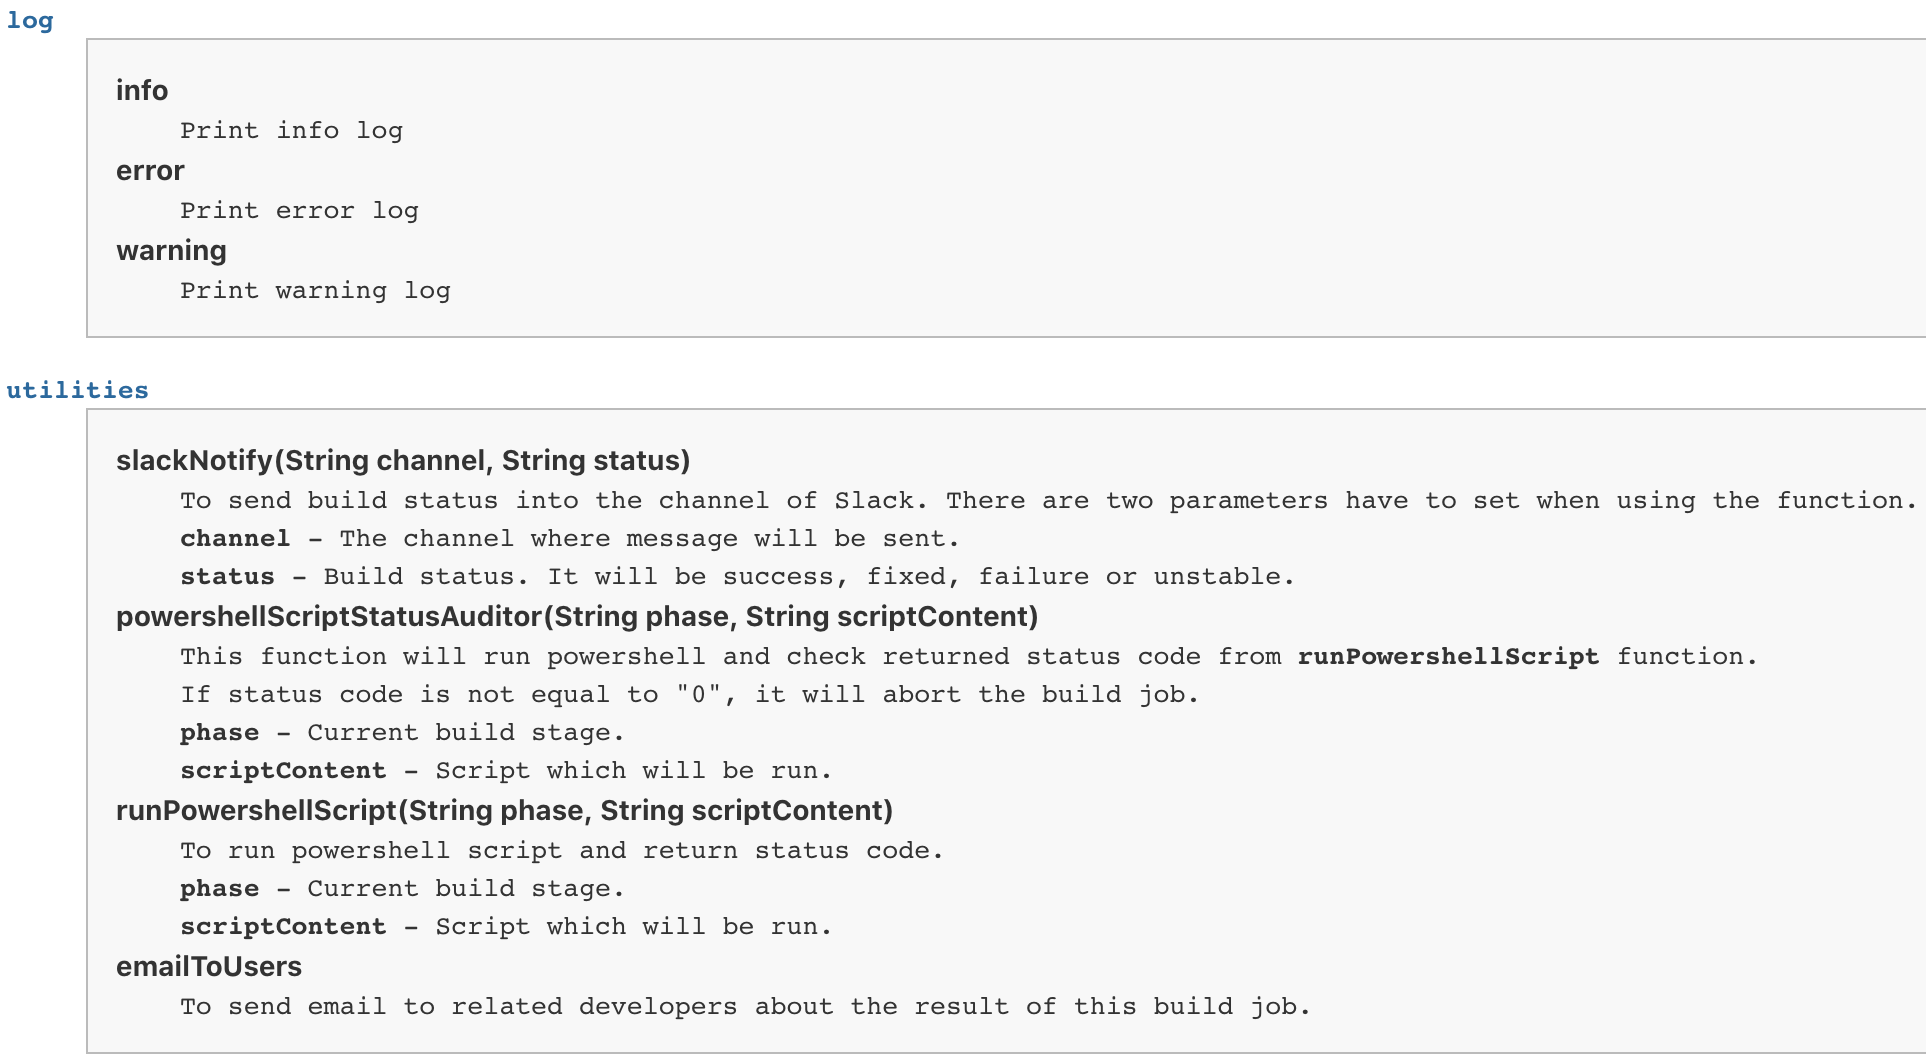 log
info
Print info log
error
Print error log
warning
Print warning log
utilities
slackNotify(String channel, String status)
To send build status into the channel of Slack. There are two parameters have to set when using the function.
channel – The channel where message will be sent.
status – Build status. It will be success, fixed, failure or unstable.
powershellScriptStatusAuditor(String phase, String scriptContent)
This function will run powershell and check returned status code from runPowershellScript function.
If status code is not equal to "0", it will abort the build job.
phase – Current build stage.
scriptContent – Script which will be run.
runPowershellScript(String phase, String scriptContent)
To run powershell script and return status code.
phase – Current build stage.
scriptContent – Script which will be run.
emailToUsers
To send email to related developers about the result of this build job.